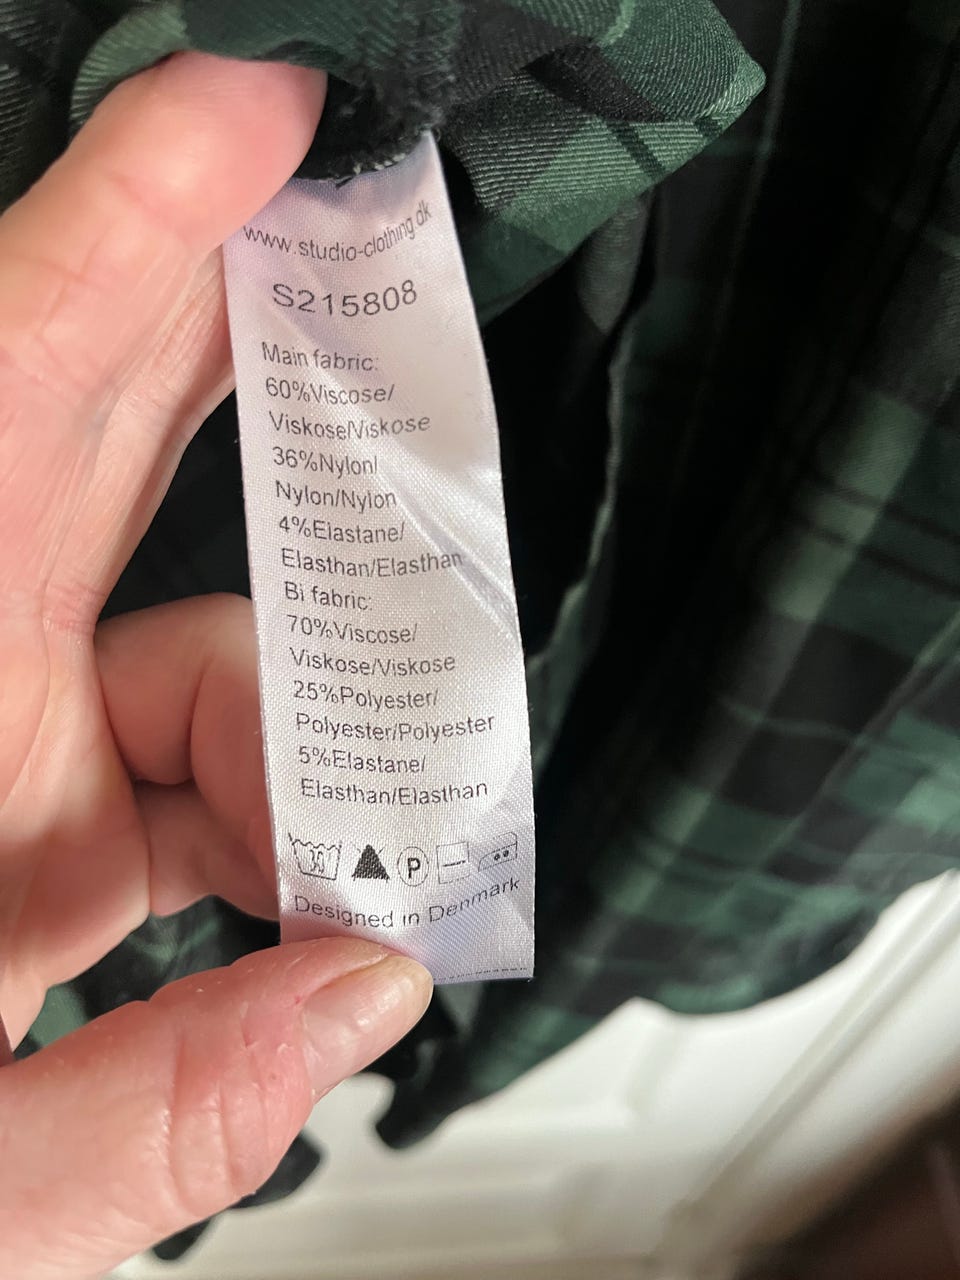 www.studio-clothing.dk
S215808
Main fabric:
60%Viscose/
Viskose/Viskose
36%Nylon/
Nylon/Nylon
4%Elastane/
Elasthan/Elasthan
Bi fabric:
70%Viscose/
Viskose/Viskose
25%Polyester/
Polyester/Polyester
5%Elastane/
Elasthan/Elasthan
30 P
Designed in Denmark